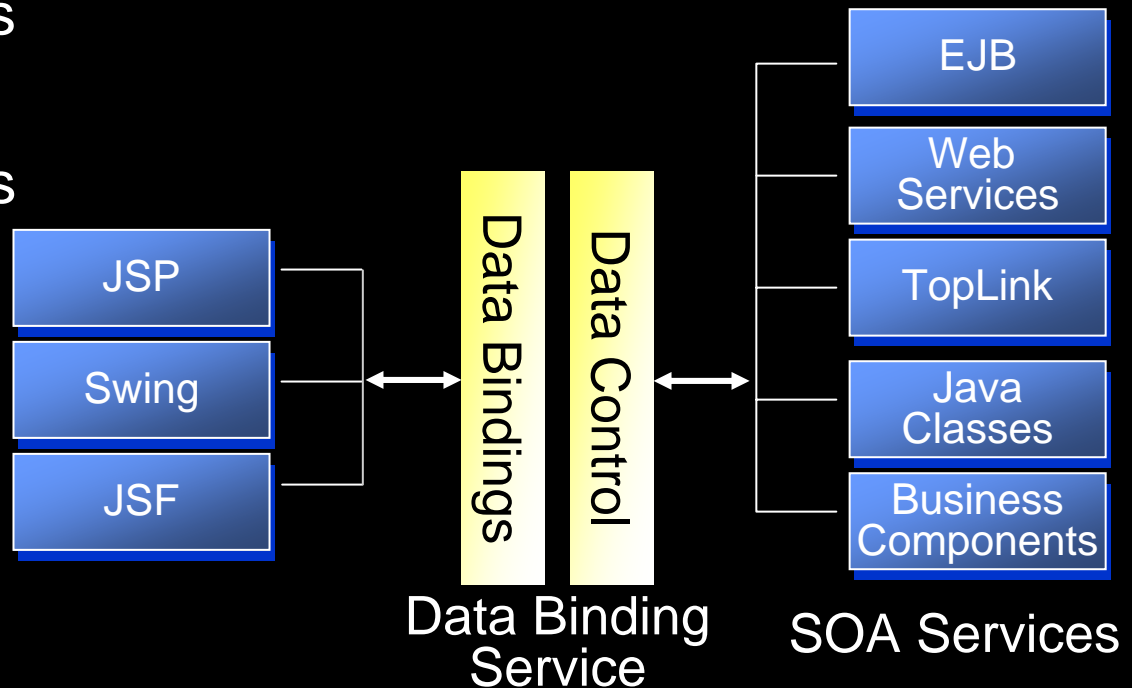 s
s
JSP
Swing
JSF
Data Bindings
Data Control
Data Binding
Service
EJB
Web
Services
TopLink
Java
Classes
Business
Components
SOA Services